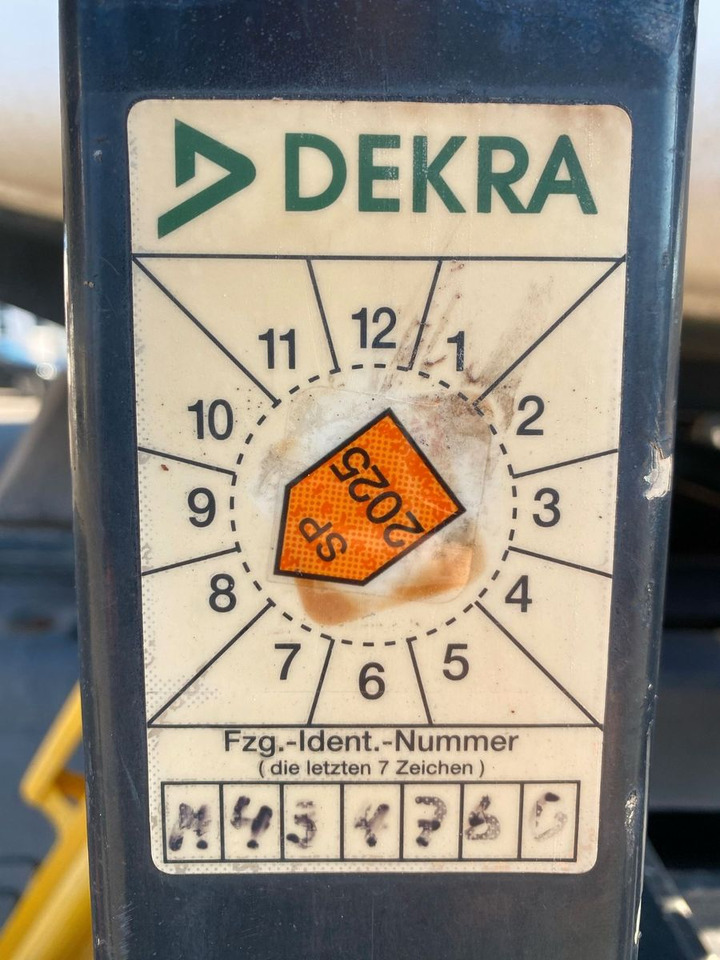 DEKRA
11 12 1
10 2
9 3
8 4
7 6 5
SP 2025
Fzg.-Ident.-Nummer
( die letzten 7 Zeichen )